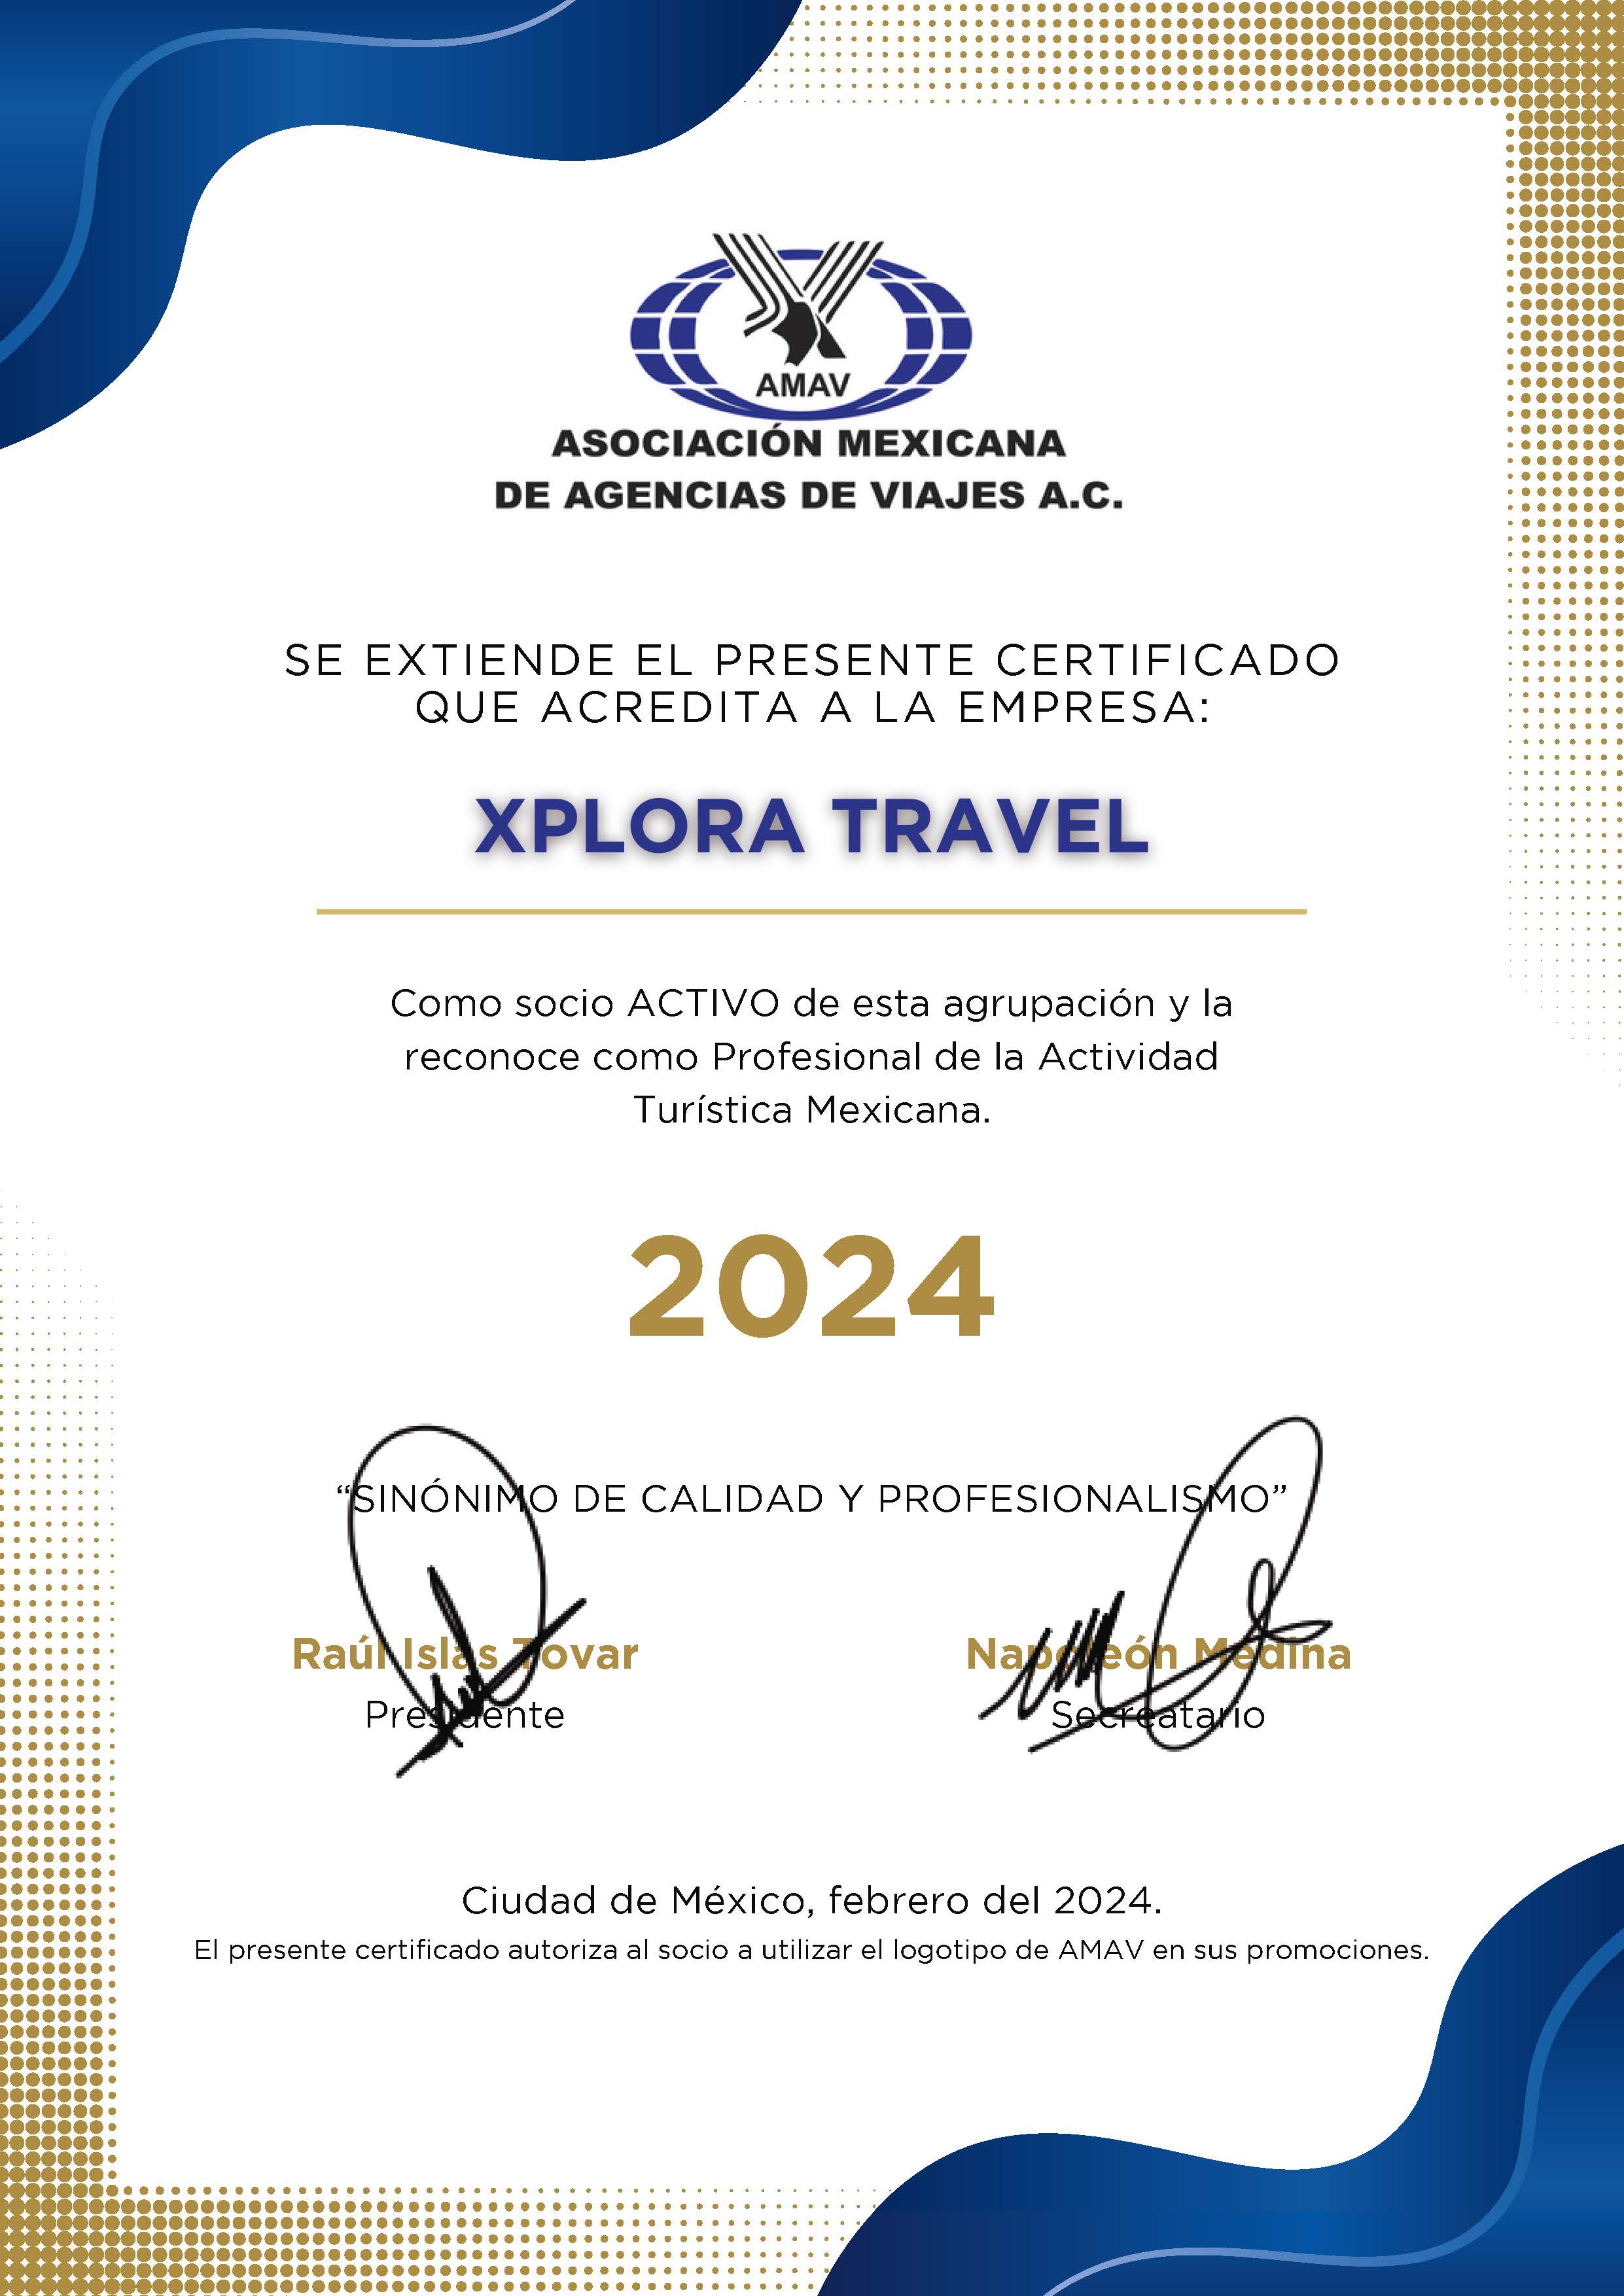 AMAV
ASOCIACIÓN MEXICANA
DE AGENCIAS DE VIAJES A.C.
SE EXTIENDE EL PRESENTE CERTIFICADO
QUE ACREDITA A LA EMPRESA:
XPLORA TRAVEL
Como socio ACTIVO de esta agrupación y la
reconoce como Profesional de la Actividad
Turística Mexicana.
2024
“SINÓNIMO DE CALIDAD Y PROFESIONALISMO”
Raúl Islas Tovar
Presidente
Napoleón Medina
Secreatario
Ciudad de México, febrero del 2024.
El presente certificado autoriza al socio a utilizar el logotipo de AMAV en sus promociones.